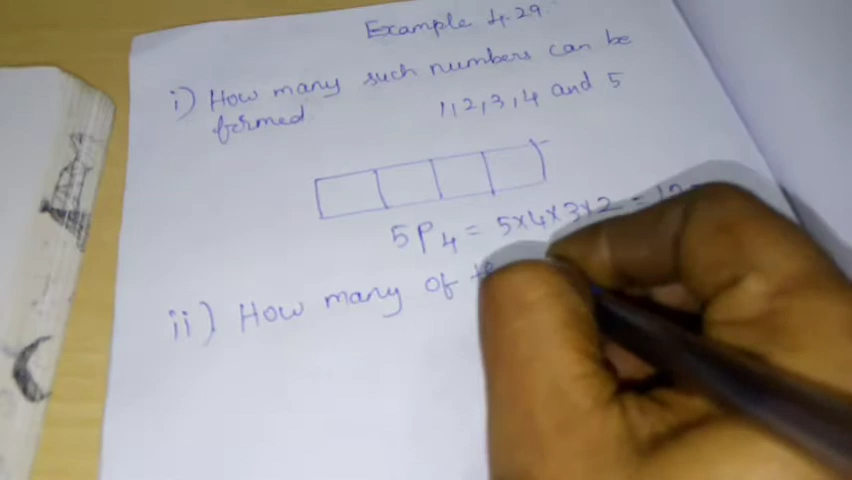 Example 4.29
i) How many such numbers can be
formed 1,2,3,4 and 5
5P4 = 5x4x3x2 =
ii) How many of